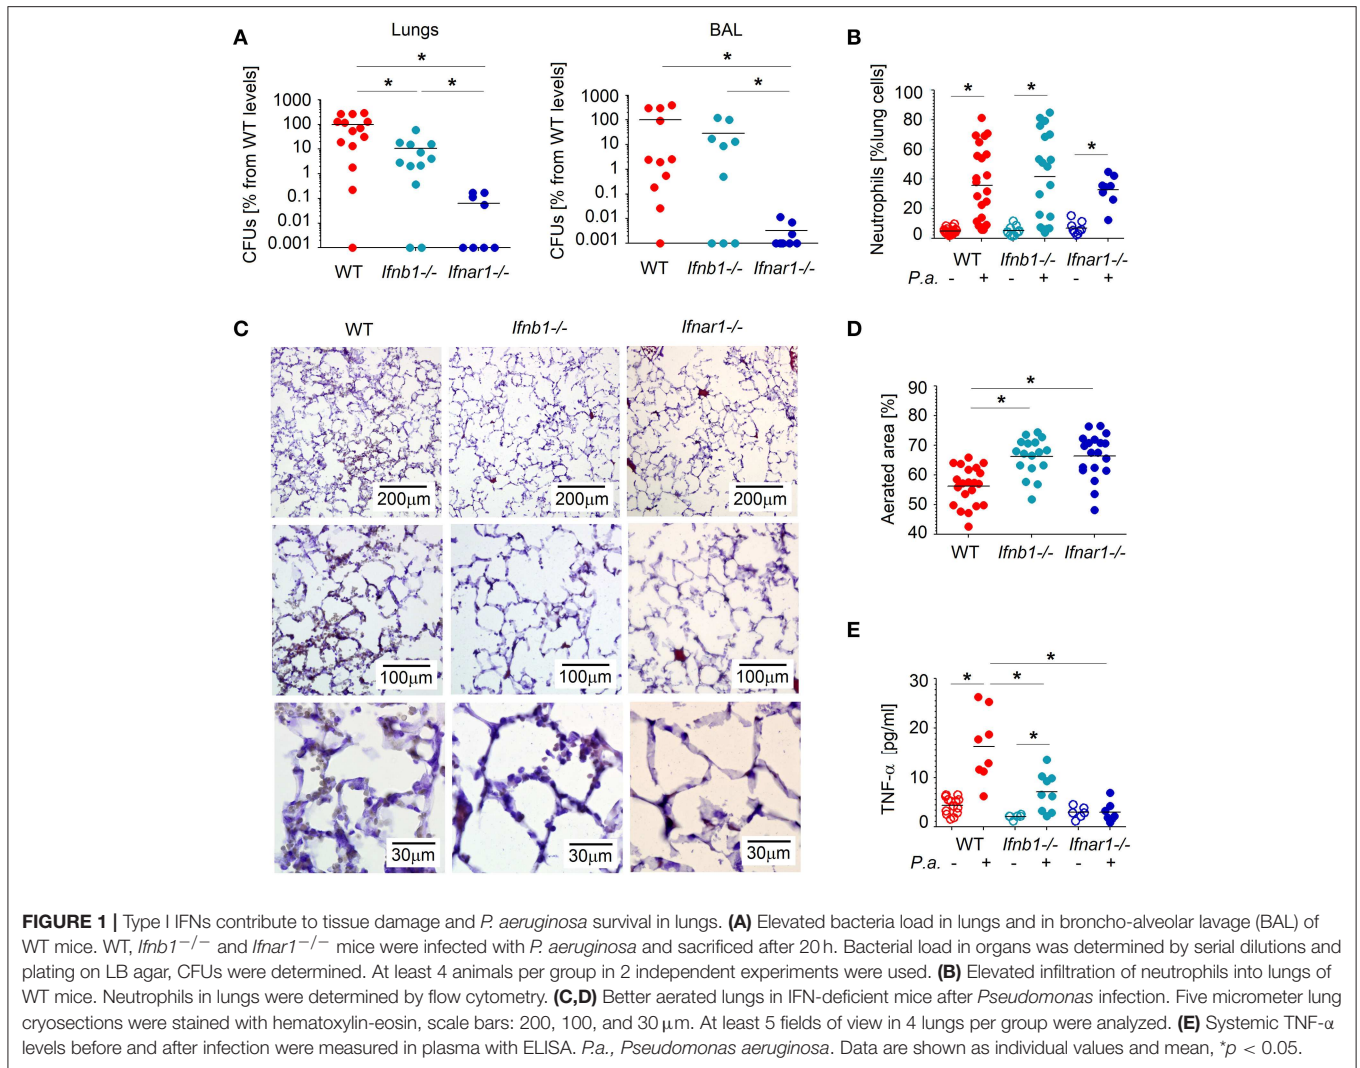 A
Lungs
*
*
*
CFUs [% from WT levels]
1000
100
10
1
0.1
0.01
0.001
WT
Ifnb1-/-
Ifnar1-/-
BAL
*
*
CFUs [% from WT levels]
1000
100
10
1
0.1
0.01
0.001
WT
Ifnb1-/-
Ifnar1-/-
B
*
*
*
Neutrophils [%lung cells]
100
80
60
40
20
0
WT
Ifnb1-/-
Ifnar1-/-
P.a. - + - + - +
C
WT
Ifnb1-/-
Ifnar1-/-
200µm
200µm
200µm
100µm
100µm
100µm
30µm
30µm
30µm
D
*
*
Aerated area [%]
90
80
70
60
50
40
WT
Ifnb1-/-
Ifnar1-/-
E
*
*
*
*
TNF-α [pg/ml]
30
20
10
0
WT
Ifnb1-/-
Ifnar1-/-
P.a. - + - + - +
FIGURE 1 | Type I IFNs contribute to tissue damage and P. aeruginosa survival in lungs. (A) Elevated bacteria load in lungs and in broncho-alveolar lavage (BAL) of
WT mice. WT, Ifnb1−/− and Ifnar1−/− mice were infected with P. aeruginosa and sacrificed after 20 h. Bacterial load in organs was determined by serial dilutions and
plating on LB agar, CFUs were determined. At least 4 animals per group in 2 independent experiments were used. (B) Elevated infiltration of neutrophils into lungs of
WT mice. Neutrophils in lungs were determined by flow cytometry. (C,D) Better aerated lungs in IFN-deficient mice after Pseudomonas infection. Five micrometer lung
cryosections were stained with hematoxylin-eosin, scale bars: 200, 100, and 30 µm. At least 5 fields of view in 4 lungs per group were analyzed. (E) Systemic TNF-α
levels before and after infection were measured in plasma with ELISA. P.a., Pseudomonas aeruginosa. Data are shown as individual values and mean, *p < 0.05.